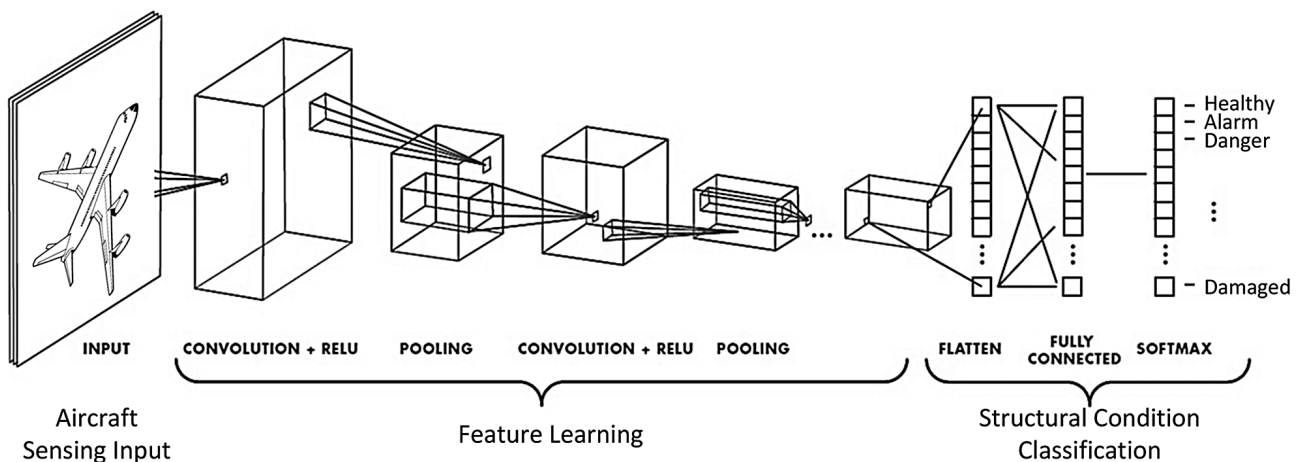 Healthy
Alarm
Danger
...
Damaged
INPUT
CONVOLUTION + RELU
POOLING
CONVOLUTION + RELU
POOLING
FLATTEN
FULLY
CONNECTED
SOFTMAX
Aircraft
Sensing Input
Feature Learning
Structural Condition
Classification